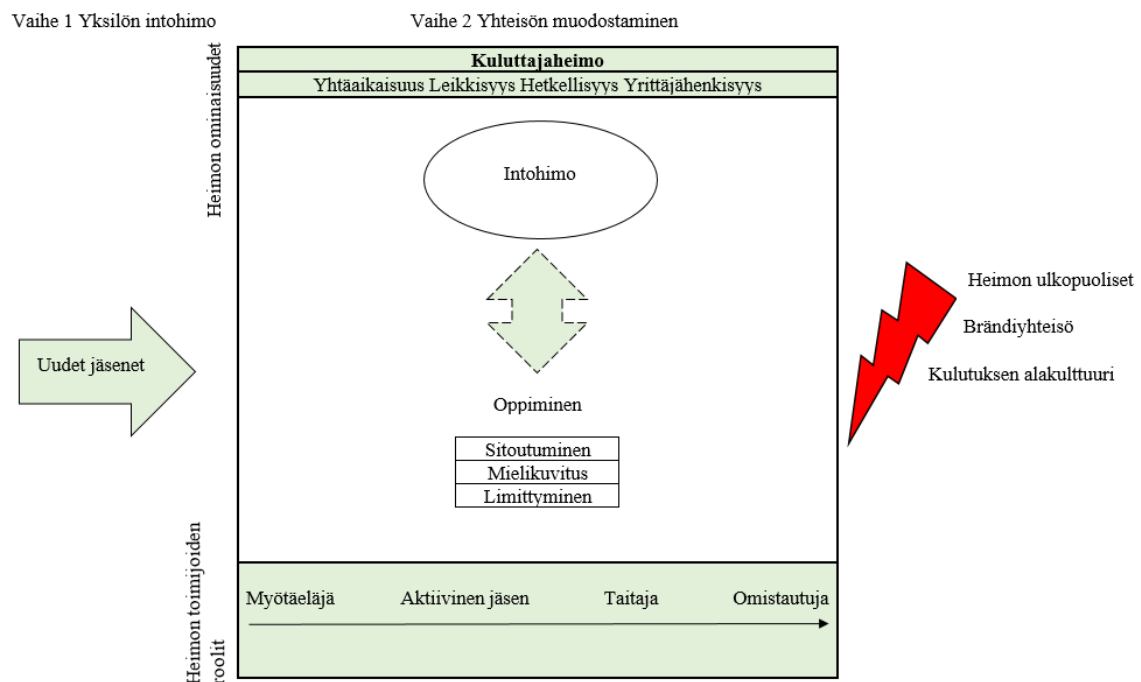 Vaihe 1 Yksilön intohimo
Vaihe 2 Yhteisön muodostaminen
Heimon ominaisuudet
Kuluttajaheimo
Yhtäaikaisuus Leikkisyys Hetkellisyys Yrittäjähenkisyys
Intohimo
Uudet jäsenet
Oppiminen
Sitoutuminen
Mielikuvitus
Limittyminen
Heimon ulkopuoliset
Brändiyhteisö
Kulutuksen alakulttuuri
Heimon toimijoiden
roolit
Myötäeläjä
Aktiivinen jäsen
Taitaja
Omistautuja